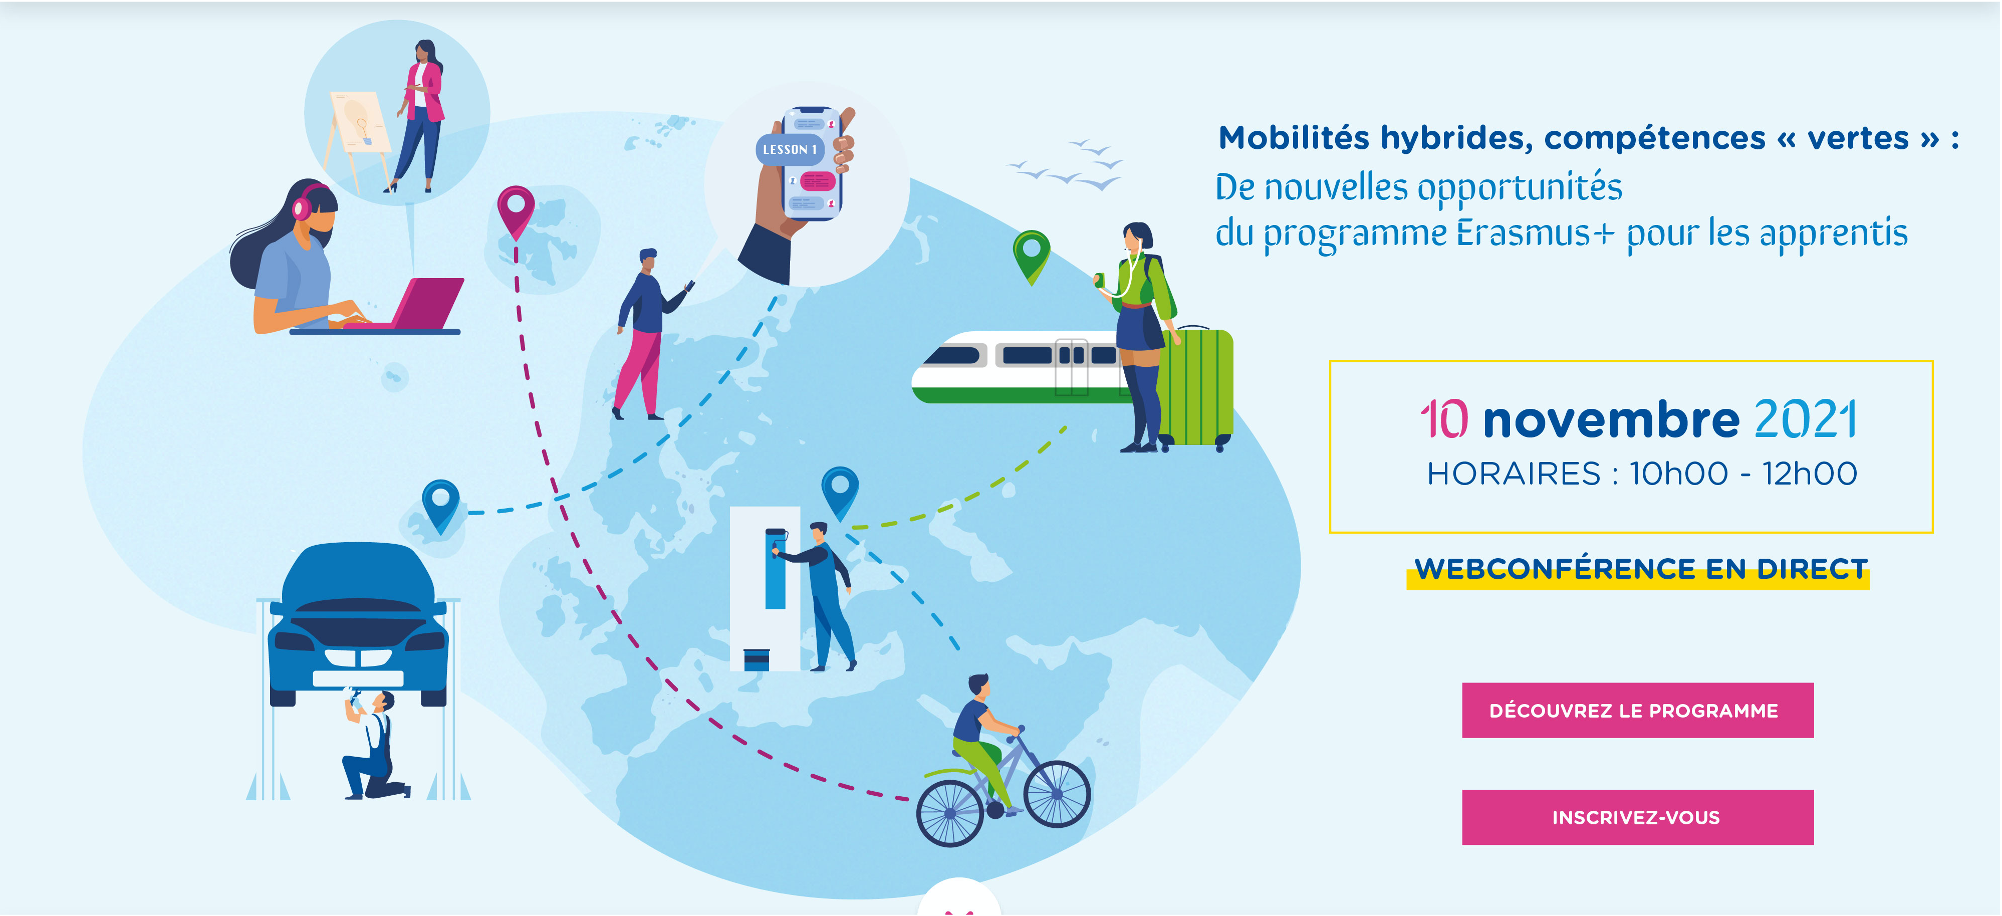 LESSON 1
Mobilités hybrides, compétences « vertes » :
De nouvelles opportunités
du programme Erasmus+ pour les apprentis
10 novembre 2021
HORAIRES : 10h00 - 12h00
WEBCONFÉRENCE EN DIRECT
DÉCOUVREZ LE PROGRAMME
INSCRIVEZ-VOUS